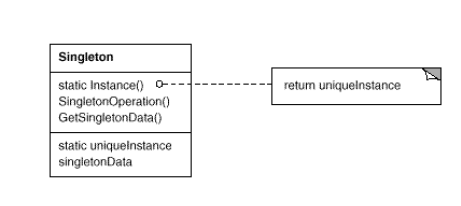 Singleton
static Instance()
return uniqueInstance
SingletonOperation()
GetSingletonData()
static uniqueInstance
singletonData